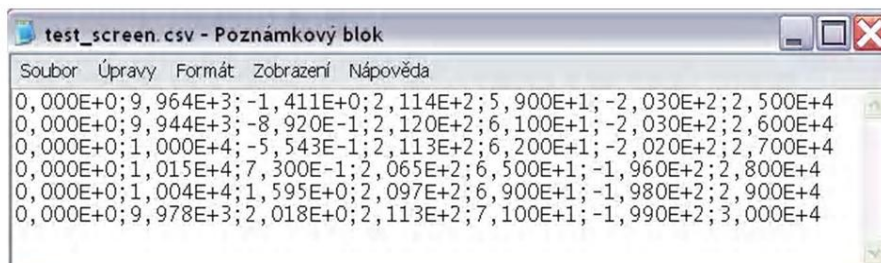 test_screen.csv - Poznámkový blok
Soubor Úpravy Formát Zobrazení Nápověda
0,000E+0;9,964E+3;-1,411E+0;2,114E+2;5,900E+1;-2,030E+2;2,500E+4
0,000E+0;9,944E+3;-8,920E-1;2,120E+2;6,100E+1;-2,030E+2;2,600E+4
0,000E+0;1,000E+4;-5,543E-1;2,113E+2;6,200E+1;-2,020E+2;2,700E+4
0,000E+0;1,015E+4;7,300E-1;2,065E+2;6,500E+1;-1,960E+2;2,800E+4
0,000E+0;1,004E+4;1,595E+0;2,097E+2;6,900E+1;-1,980E+2;2,900E+4
0,000E+0;9,978E+3;2,018E+0;2,113E+2;7,100E+1;-1,990E+2;3,000E+4